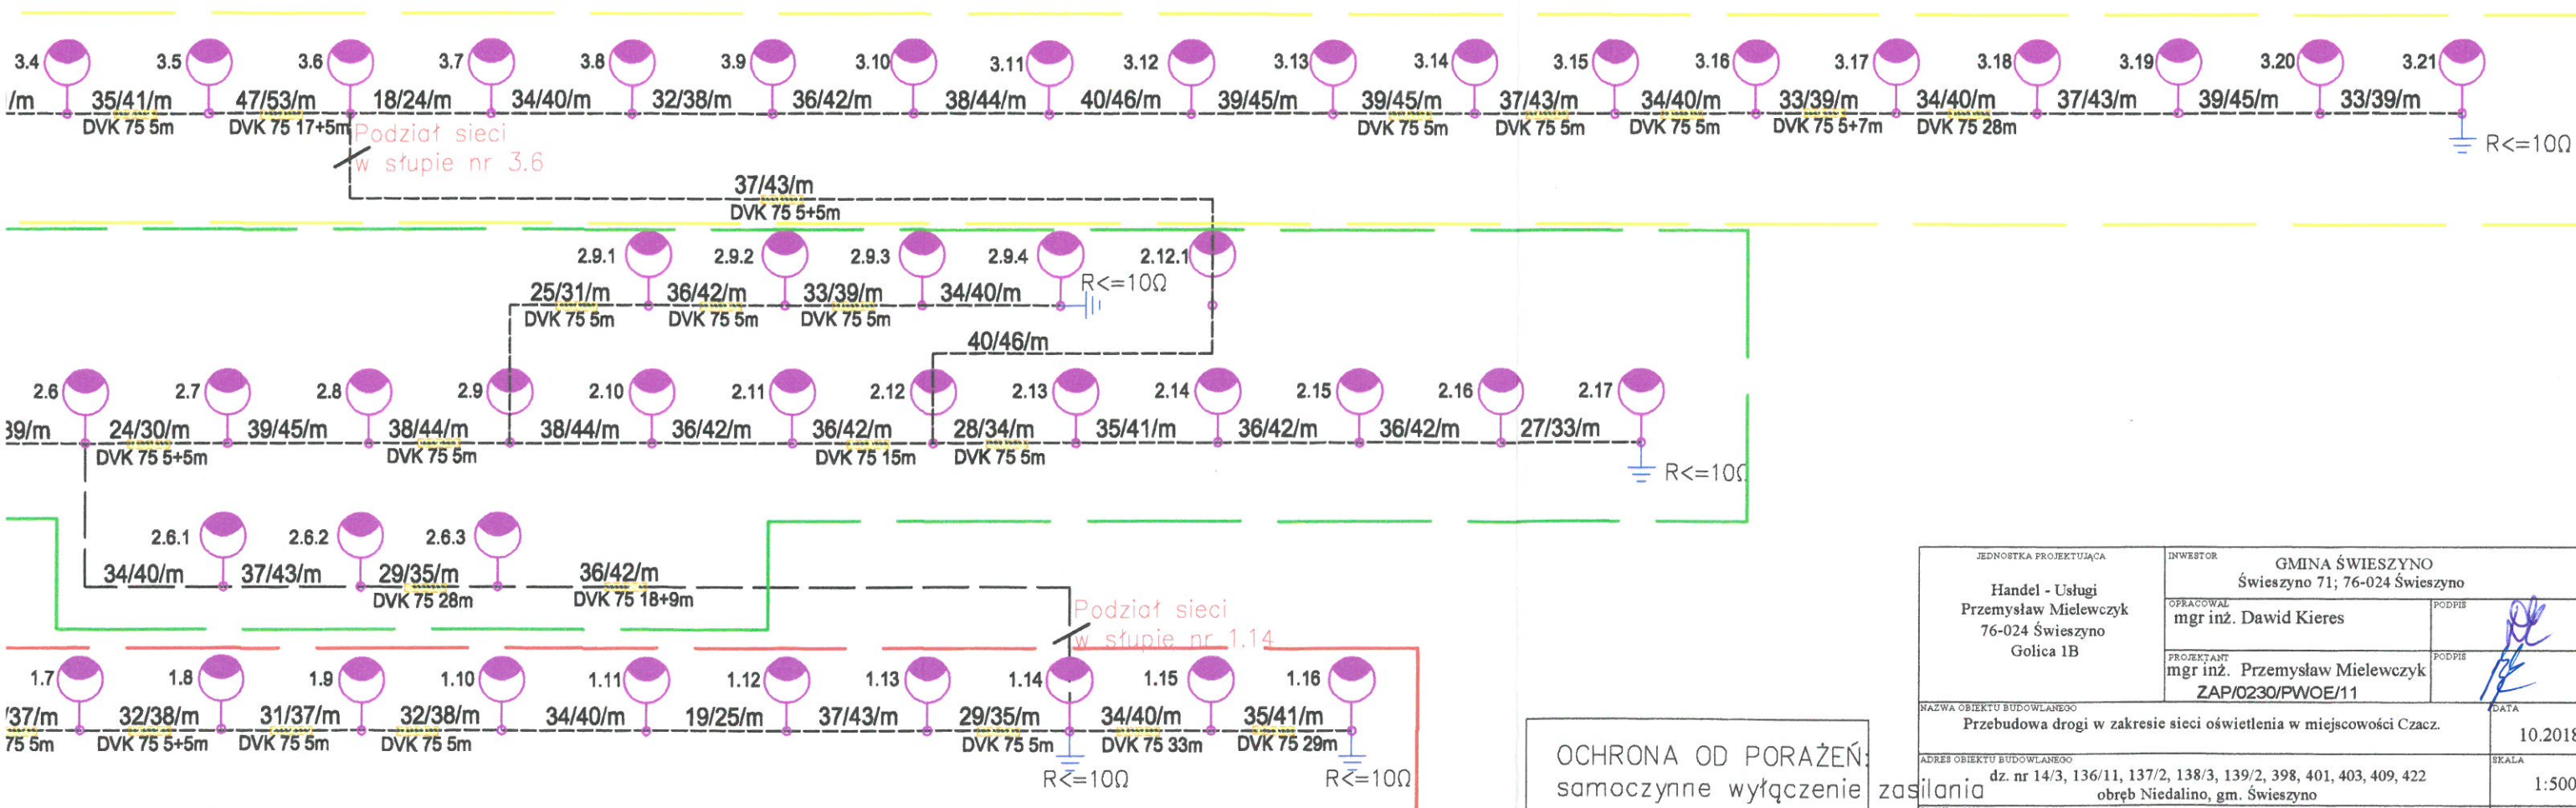 3.4 3.5 3.6 3.7 3.8 3.9 3.10 3.11 3.12 3.13 3.14 3.15 3.16 3.17 3.18 3.19 3.20 3.21
/m 35/41/m 47/53/m 18/24/m 34/40/m 32/38/m 36/42/m 38/44/m 40/46/m 39/45/m 39/45/m 37/43/m 34/40/m 33/39/m 34/40/m 37/43/m 39/45/m 33/39/m
DVK 75 5m DVK 75 17+5m DVK 75 5m DVK 75 5m DVK 75 5m DVK 75 5+7m DVK 75 28m
R<=10Ω
Podział sieci
w słupie nr 3.6
37/43/m
DVK 75 5+5m
2.9.1 2.9.2 2.9.3 2.9.4 2.12.1
R<=10Ω
25/31/m 36/42/m 33/39/m 34/40/m
DVK 75 5m DVK 75 5m DVK 75 5m
40/46/m
2.6 2.7 2.8 2.9 2.10 2.11 2.12 2.13 2.14 2.15 2.16 2.17
39/m 24/30/m 39/45/m 38/44/m 38/44/m 36/42/m 36/42/m 28/34/m 35/41/m 36/42/m 36/42/m 27/33/m
DVK 75 5+5m DVK 75 5m DVK 75 15m DVK 75 5m
R<=10Ω
2.6.1 2.6.2 2.6.3
34/40/m 37/43/m 29/35/m 36/42/m
DVK 75 28m DVK 75 18+9m
Podział sieci
w słupie nr 1.14
1.7 1.8 1.9 1.10 1.11 1.12 1.13 1.14 1.15 1.16
/37/m 32/38/m 31/37/m 32/38/m 34/40/m 19/25/m 37/43/m 29/35/m 34/40/m 35/41/m
75 5m DVK 75 5+5m DVK 75 5m DVK 75 5m DVK 75 5m DVK 75 33m DVK 75 29m
R<=10Ω R<=10Ω
OCHRONA OD PORAŻEŃ:
samoczynne wyłączenie zasilania
JEDNOSTKA PROJEKTUJĄCA
Handel - Usługi
Przemysław Mielewczyk
76-024 Świeszyno
Golica 1B
INWESTOR
GMINA ŚWIESZYNO
Świeszyno 71; 76-024 Świeszyno
OPRACOWAŁ
mgr inż. Dawid Kieres
PODPIS
PROJEKTANT
mgr inż. Przemysław Mielewczyk
ZAP/0230/PWOE/11
PODPIS
NAZWA OBIEKTU BUDOWLANEGO
Przebudowa drogi w zakresie sieci oświetlenia w miejscowości Czacz.
DATA
10.2018
ADRES OBIEKTU BUDOWLANEGO
dz. nr 14/3, 136/11, 137/2, 138/3, 139/2, 398, 401, 403, 409, 422
obręb Niedalino, gm. Świeszyno
SKALA
1:500